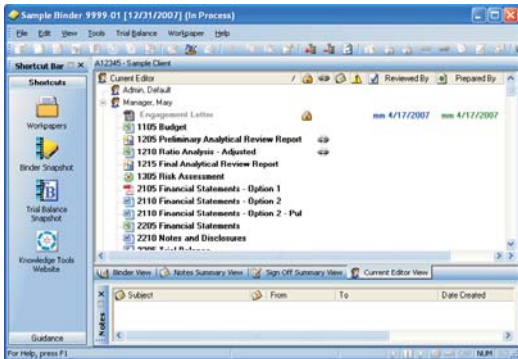 Sample Binder 9999-01 [12/31/2007] (In Process)
File Edit View Tools Trial Balance Workpaper Help
Shortcut Bar
A12345 - Sample Client
Shortcuts
Current Editor / Reviewed By Prepared By
Admin, Default
Manager, Mary
Engagement Letter mm 4/17/2007 mm 4/17/2007
1105 Budget
1205 Preliminary Analytical Review Report
1210 Ratio Analysis - Adjusted
1215 Final Analytical Review Report
1305 Risk Assessment
2105 Financial Statements - Option 1
2110 Financial Statements - Option 2
2110 Financial Statements - Option 2 - Pul
2205 Financial Statements
2210 Notes and Disclosures
2305 Trial Balance
Workpapers
Binder Snapshot
Trial Balance
Snapshot
Knowledge Tools
Website
Guidance
Binder View Notes Summary View Sign Off Summary View Current Editor View
Notes
Subject From To Date Created
For Help, press F1
NUM